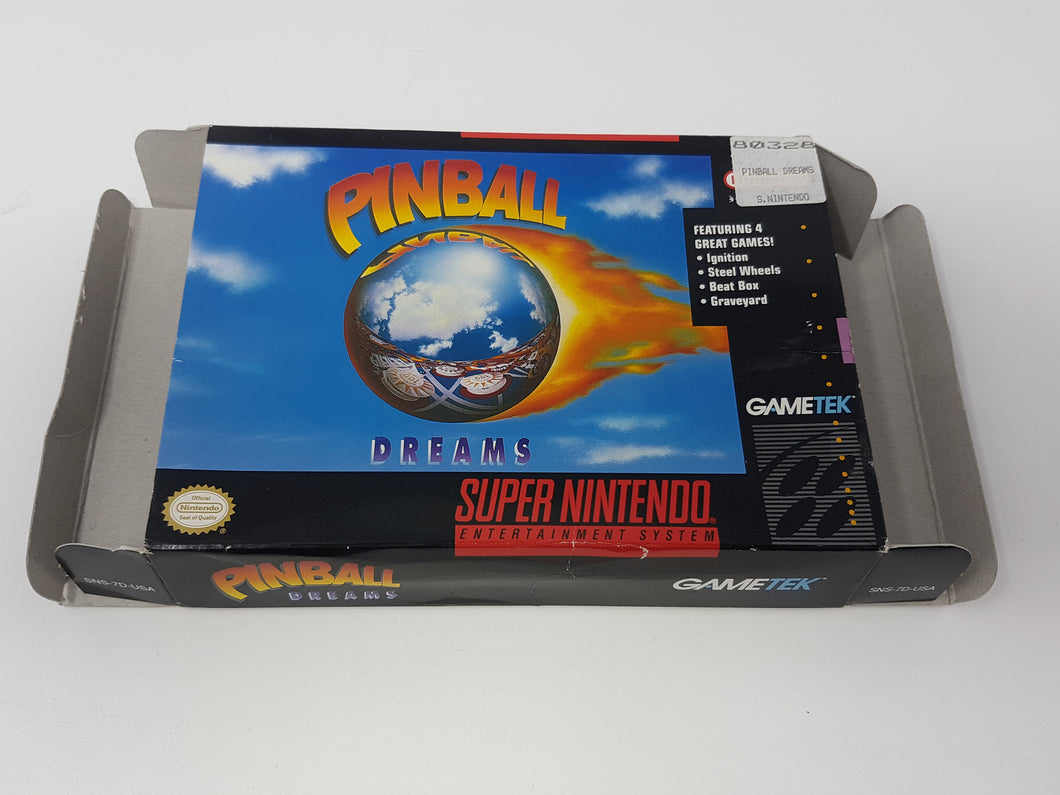 PINBALL
DREAMS
80328
PINBALL DREAMS
S.NINTENDO
FEATURING 4
GREAT GAMES!
• Ignition
• Steel Wheels
• Beat Box
• Graveyard
GAMETEK
Official
Nintendo
Seal of Quality
SUPER NINTENDO
ENTERTAINMENT SYSTEM
SNS-7D-USA
PINBALL
DREAMS
GAMETEK
SNS-7D-USA